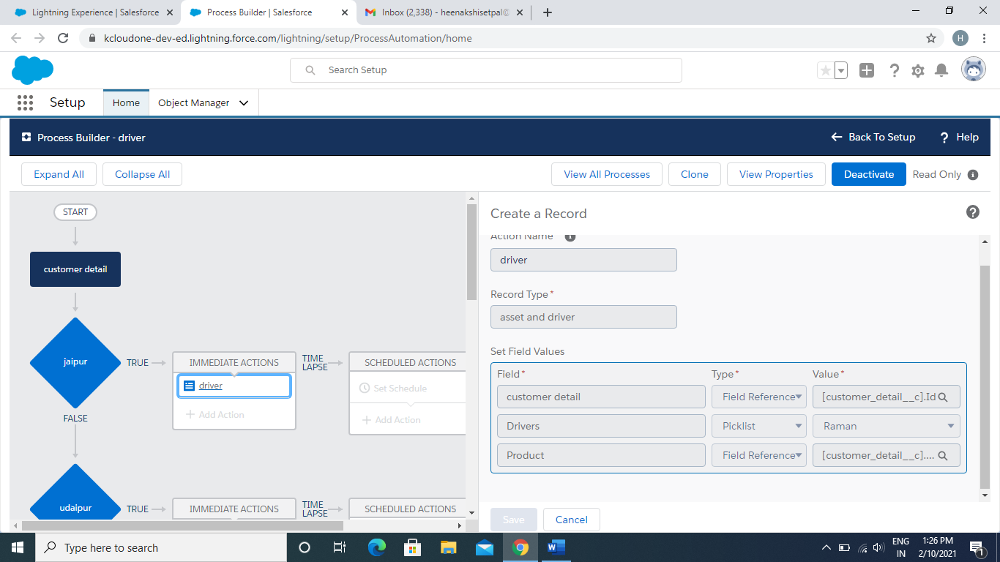 Lightning Experience | Salesforce
Process Builder | Salesforce
Inbox (2,338) - heenakshisetpal@
kcloudone-dev-ed.lightning.force.com/lightning/setup/ProcessAutomation/home
H
Search Setup
Setup
Home
Object Manager
Process Builder - driver
Back To Setup
? Help
Expand All
Collapse All
View All Processes
Clone
View Properties
Deactivate
Read Only
START
customer detail
jaipur
TRUE
IMMEDIATE ACTIONS
driver
+ Add Action
TIME LAPSE
SCHEDULED ACTIONS
Set Schedule
+ Add Action
FALSE
udaipur
TRUE
IMMEDIATE ACTIONS
TIME LAPSE
SCHEDULED ACTIONS
Create a Record
Action Name
driver
Record Type*
asset and driver
Set Field Values
Field* Type* Value*
customer detail Field Reference [customer_detail__c].Id
Drivers Picklist Raman
Product Field Reference [customer_detail__c]....
Save
Cancel
Type here to search
ENG
IN
1:26 PM
2/10/2021
1